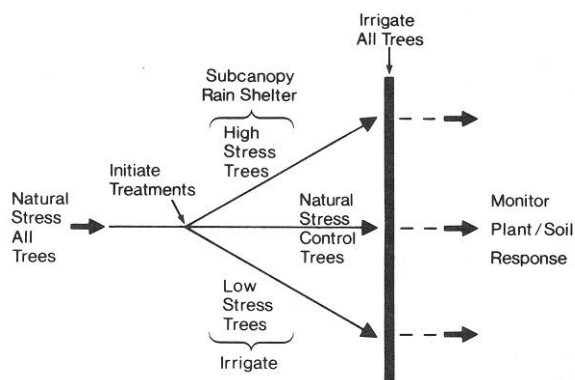 Irrigate
All Trees
Subcanopy
Rain Shelter
High
Stress
Trees
Initiate
Treatments
Natural
Stress
All
Trees
Natural
Stress
Control
Trees
Monitor
Plant/Soil
Response
Low
Stress
Trees
Irrigate